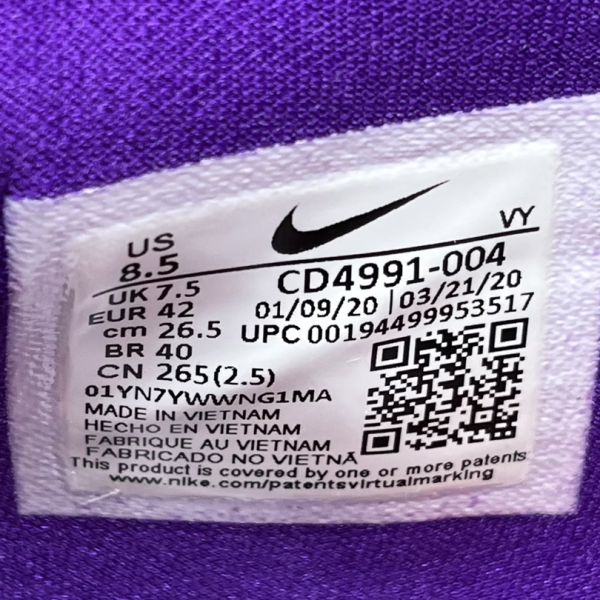 VY
US
8.5
UK 7.5
EUR 42
cm 26.5
BR 40
CN 265(2.5)
CD4991-004
01/09/20 | 03/21/20
UPC 00194499953517
01YN7YWWNG1MA
MADE IN VIETNAM
HECHO EN VIETNAM
FABRIQUE AU VIETNAM
FABRICADO NO VIETNÃ
This product is covered by one or more patents
www.nike.com/patentsvirtualmarking